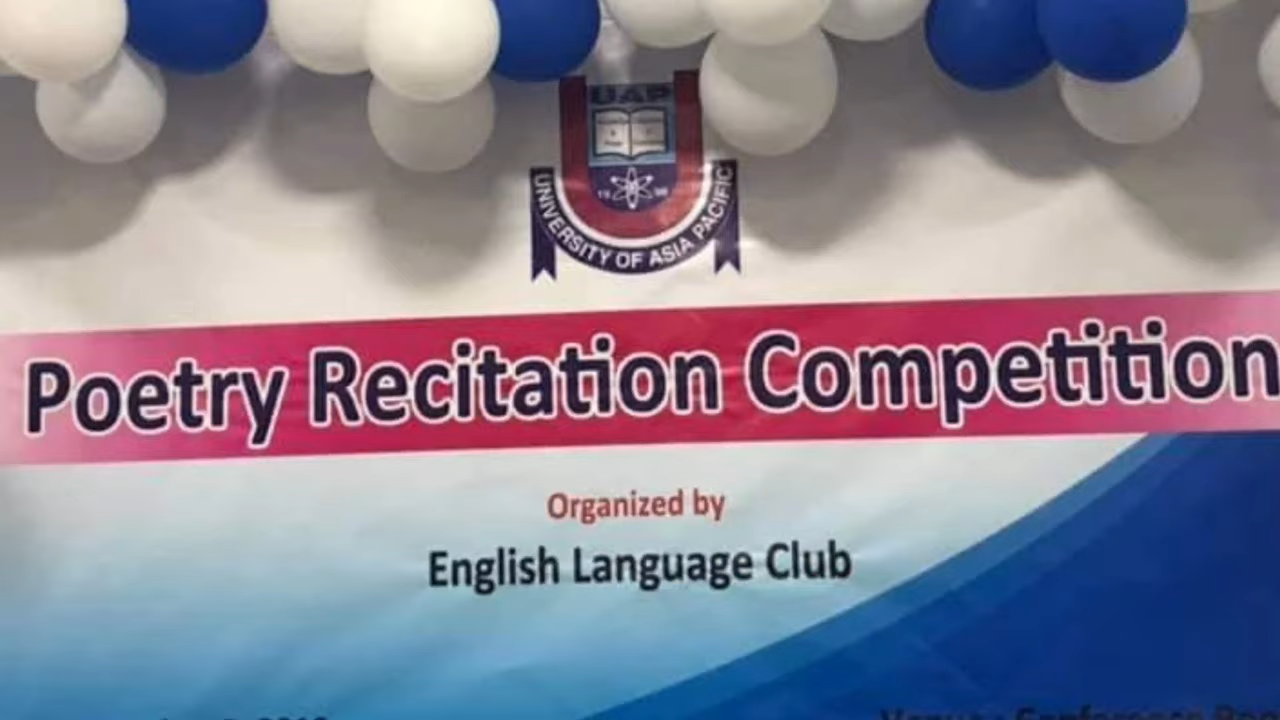 UAP
UNIVERSITY OF ASIA PACIFIC
Poetry Recitation Competition
Organized by
English Language Club